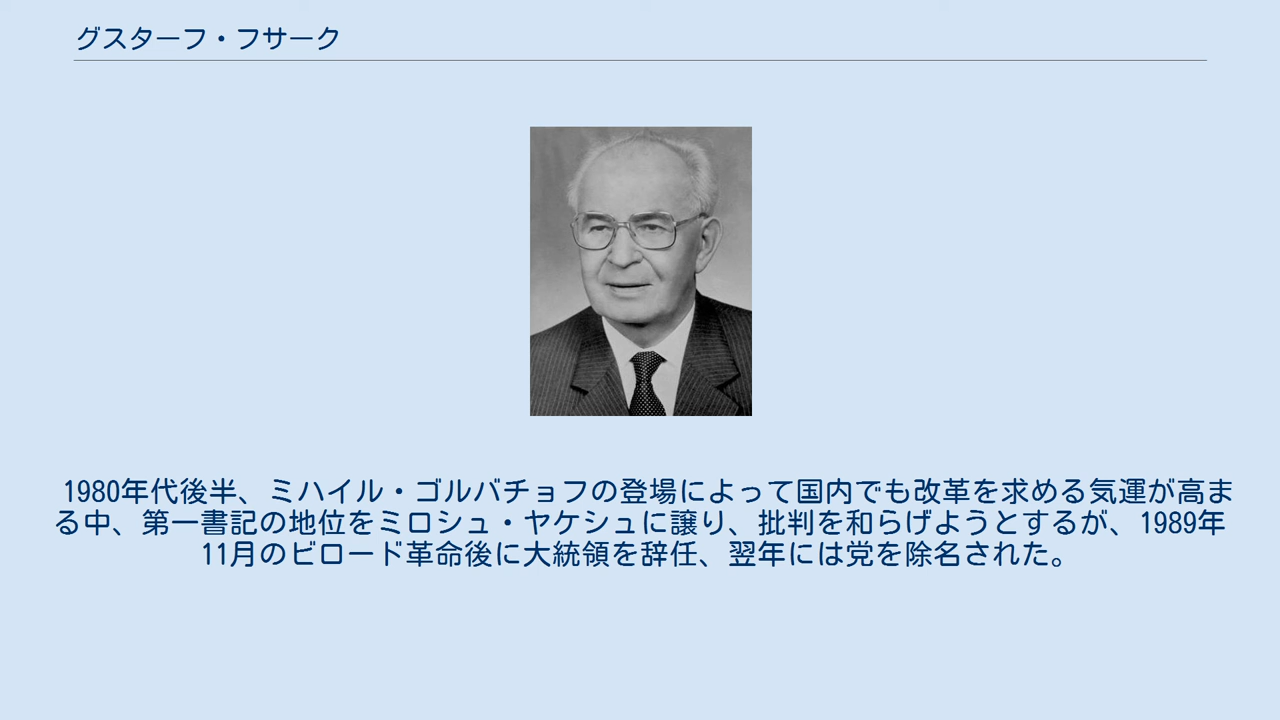 グスターフ・フサーク
1980年代後半、ミハイル・ゴルバチョフの登場によって国内でも改革を求める気運が高ま
る中、第一書記の地位をミロシュ・ヤケシュに譲り、批判を和らげようとするが、1989年
11月のビロード革命後に大統領を辞任、翌年には党を除名された。